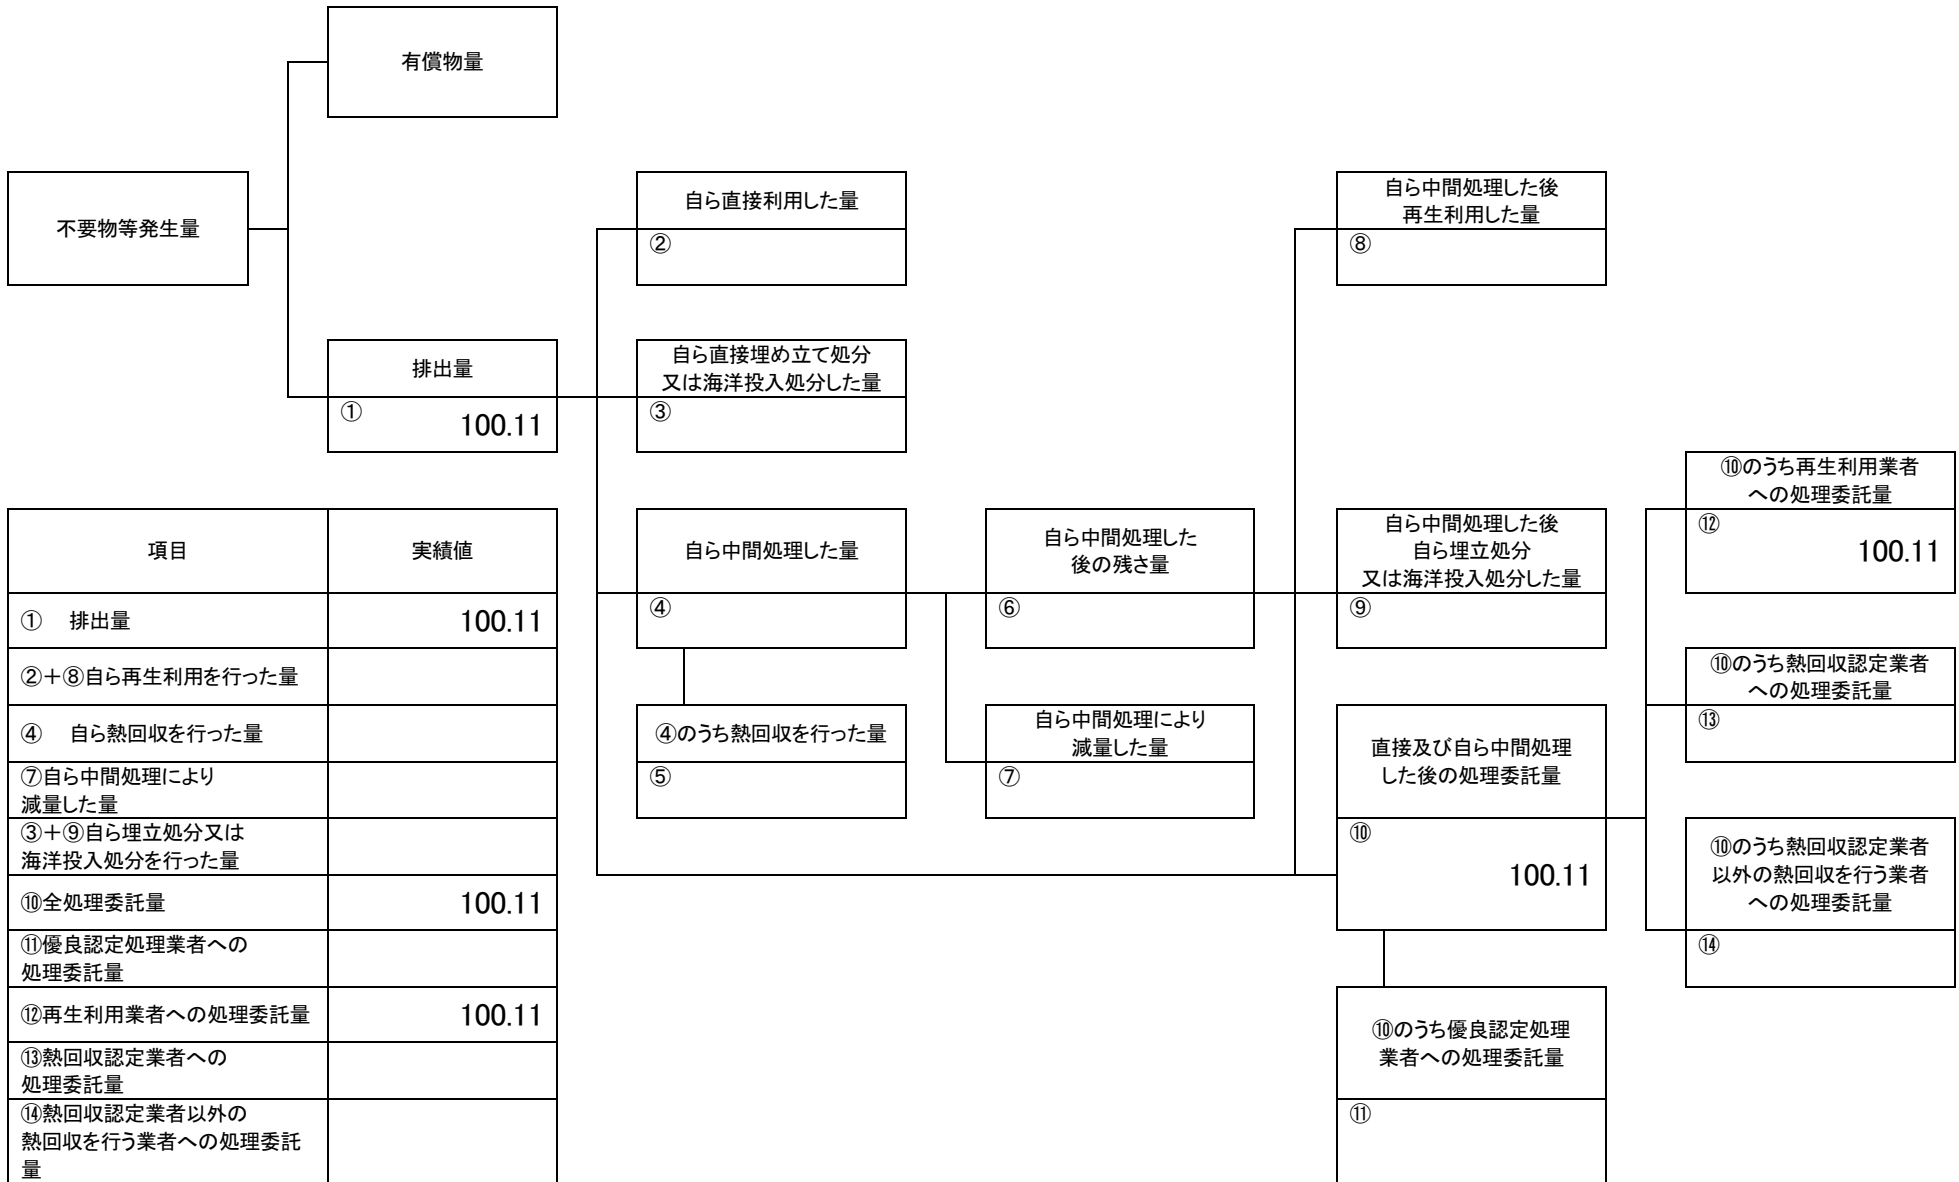 有償物量
不要物等発生量
自ら直接利用した量
②
自ら中間処理した後
再生利用した量
⑧
排出量
①
100.11
自ら直接埋め立て処分
又は海洋投入処分した量
③
自ら中間処理した量
④
自ら中間処理した
後の残さ量
⑥
自ら中間処理した後
自ら埋立処分
又は海洋投入処分した量
⑨
⑩のうち再生利用業者
への処理委託量
⑫
100.11
④のうち熱回収を行った量
⑤
自ら中間処理により
減量した量
⑦
直接及び自ら中間処理
した後の処理委託量
⑩
100.11
⑩のうち熱回収認定業者
への処理委託量
⑬
⑩のうち熱回収認定業者
以外の熱回収を行う業者
への処理委託量
⑭
⑩のうち優良認定処理
業者への処理委託量
⑪
項目 実績値
① 排出量 100.11
②＋⑧自ら再生利用を行った量
④ 自ら熱回収を行った量
⑦自ら中間処理により
減量した量
③＋⑨自ら埋立処分又は
海洋投入処分を行った量
⑩全処理委託量 100.11
⑪優良認定処理業者への
処理委託量
⑫再生利用業者への処理委託量 100.11
⑬熱回収認定業者への
処理委託量
⑭熱回収認定業者以外の
熱回収を行う業者への処理委託
量